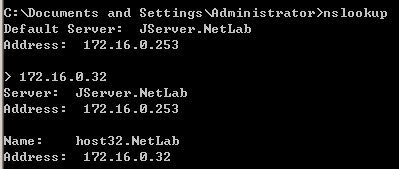 C:\Documents and Settings\Administrator>nslookup
Default Server:  JServer.NetLab
Address:  172.16.0.253

> 172.16.0.32
Server:  JServer.NetLab
Address:  172.16.0.253

Name:    host32.NetLab
Address:  172.16.0.32